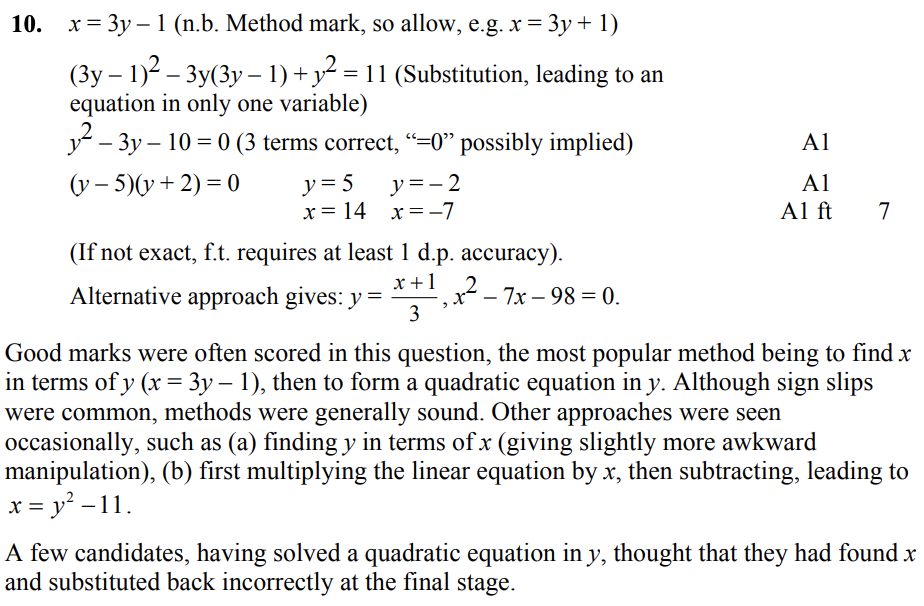 10. x = 3y – 1 (n.b. Method mark, so allow, e.g. x = 3y + 1)
(3y – 1)² – 3y(3y – 1) + y² = 11 (Substitution, leading to an
equation in only one variable)
y² – 3y – 10 = 0 (3 terms correct, “=0” possibly implied) A1
(y – 5)(y + 2) = 0 y = 5 y = – 2 A1
x = 14 x = –7 A1 ft 7
(If not exact, f.t. requires at least 1 d.p. accuracy).
Alternative approach gives: y = (x + 1)/3, x² – 7x – 98 = 0.
Good marks were often scored in this question, the most popular method being to find x
in terms of y (x = 3y – 1), then to form a quadratic equation in y. Although sign slips
were common, methods were generally sound. Other approaches were seen
occasionally, such as (a) finding y in terms of x (giving slightly more awkward
manipulation), (b) first multiplying the linear equation by x, then subtracting, leading to
x = y² –11.
A few candidates, having solved a quadratic equation in y, thought that they had found x
and substituted back incorrectly at the final stage.